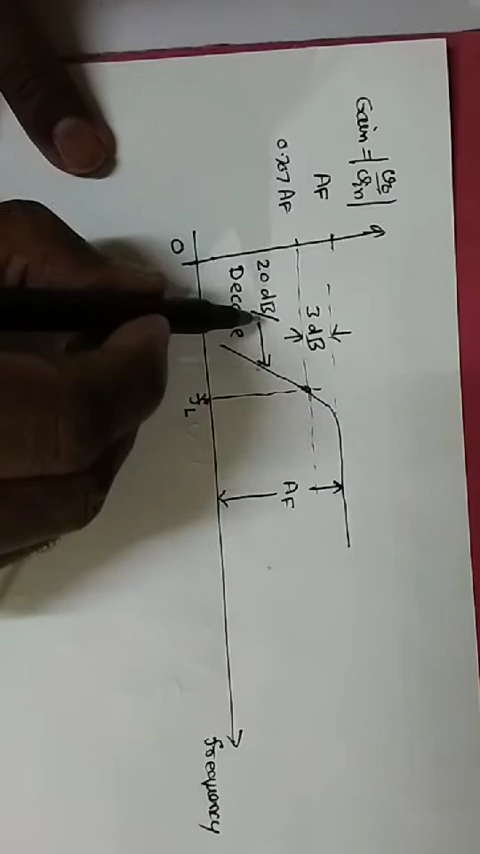 Gain = |v0/vin|
AF
0.707 AF
3 dB
20 dB/
Decade
AF
0
fL
frequency